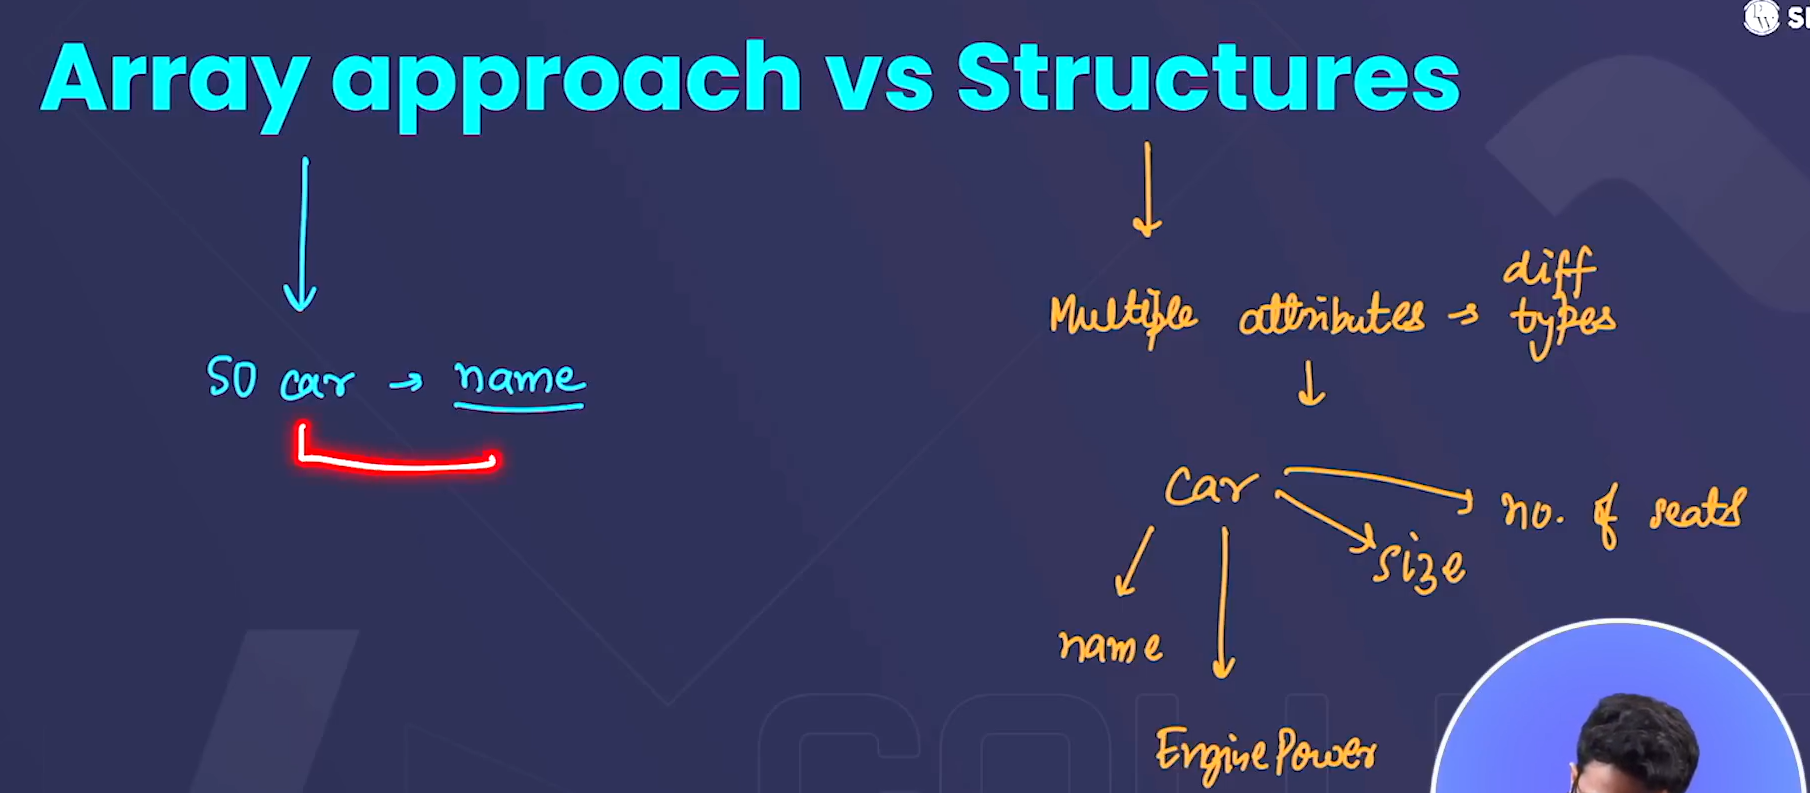 Array approach vs Structures
50 car → name
Multiple attributes → diff types
Car
no. of seats
size
name
Engine Power